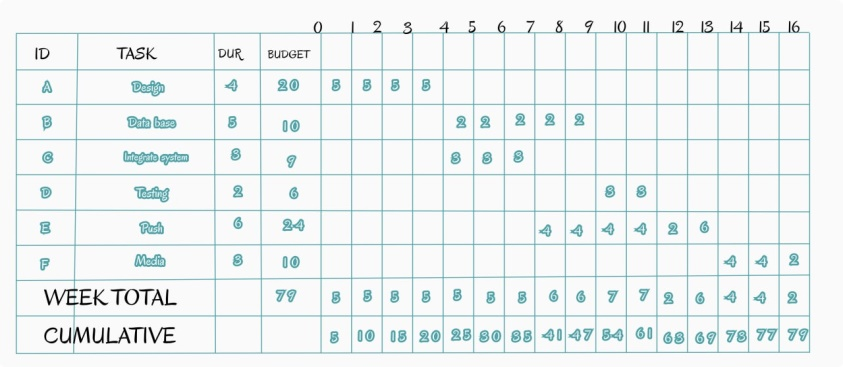 0 1 2 3 4 5 6 7 8 9 10 11 12 13 14 15 16
ID TASK DUR BUDGET
A Design 4 20 5 5 5 5
B Data base 5 10 2 2 2 2 2
C Integrate system 3 9 3 3 3
D Testing 2 6 3 3
E Push 6 24 4 4 4 4 2 6
F Media 3 10 4 4 2
WEEK TOTAL 79 5 5 5 5 5 5 5 6 6 7 7 2 6 4 4 2
CUMULATIVE 5 10 15 20 25 30 35 41 47 54 61 63 69 73 77 79